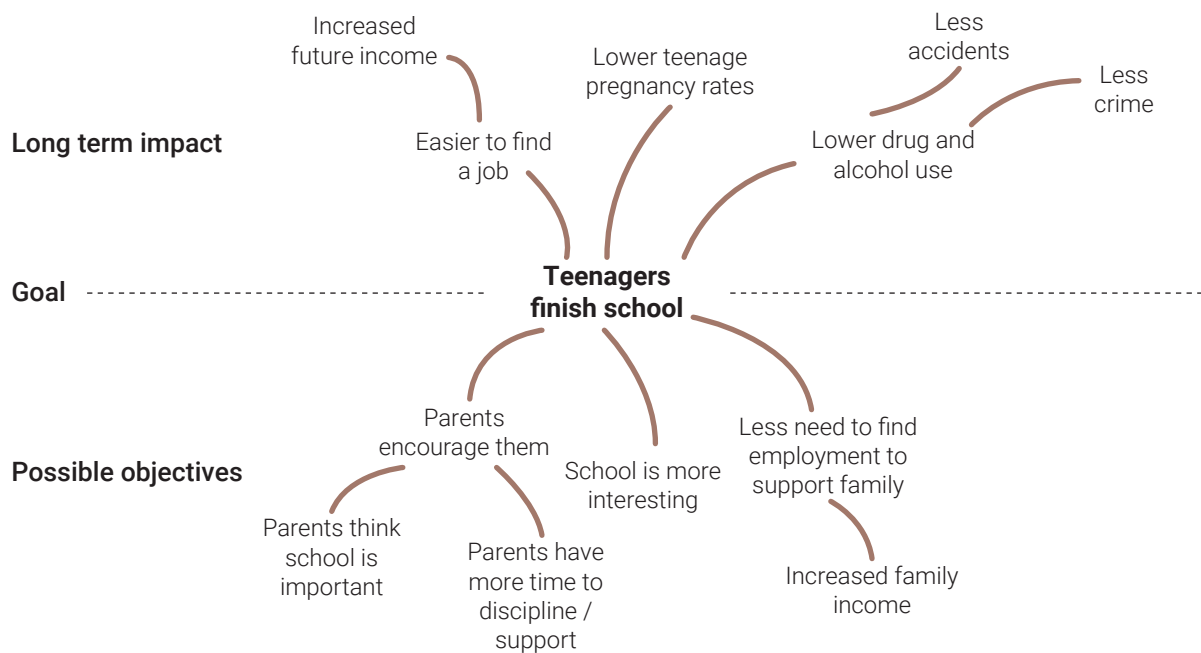 Increased
future income
Lower teenage
pregnancy rates
Less
accidents
Less
crime
Long term impact
Easier to find
a job
Lower drug and
alcohol use
Goal
Teenagers
finish school
Possible objectives
Parents
encourage them
School is more
interesting
Less need to find
employment to
support family
Parents think
school is
important
Parents have
more time to
discipline /
support
Increased family
income